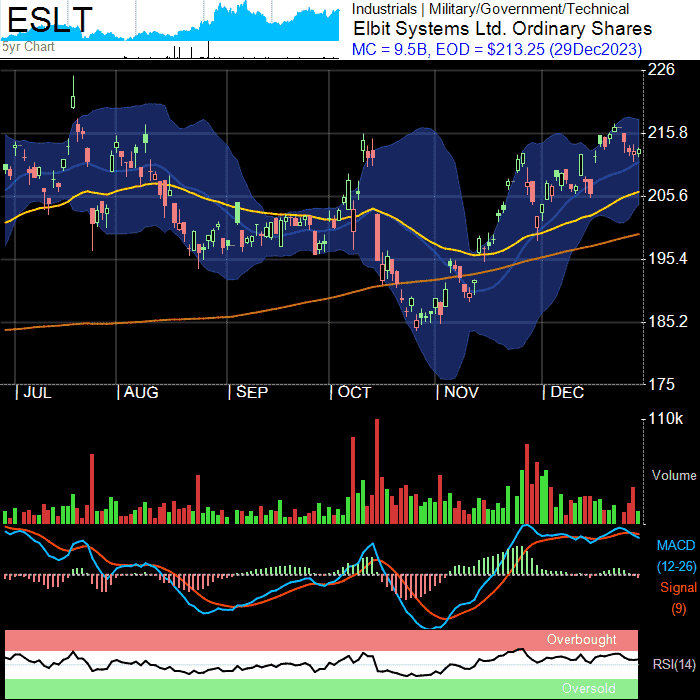 ESLT
5yr Chart
Industrials | Military/Government/Technical
Elbit Systems Ltd. Ordinary Shares
MC = 9.5B, EOD = $213.25 (29Dec2023)
226
215.8
205.6
195.4
185.2
175
| JUL | AUG | SEP | OCT | NOV | DEC
110k
Volume
MACD
(12-26)
Signal
(9)
Overbought
RSI(14)
Oversold